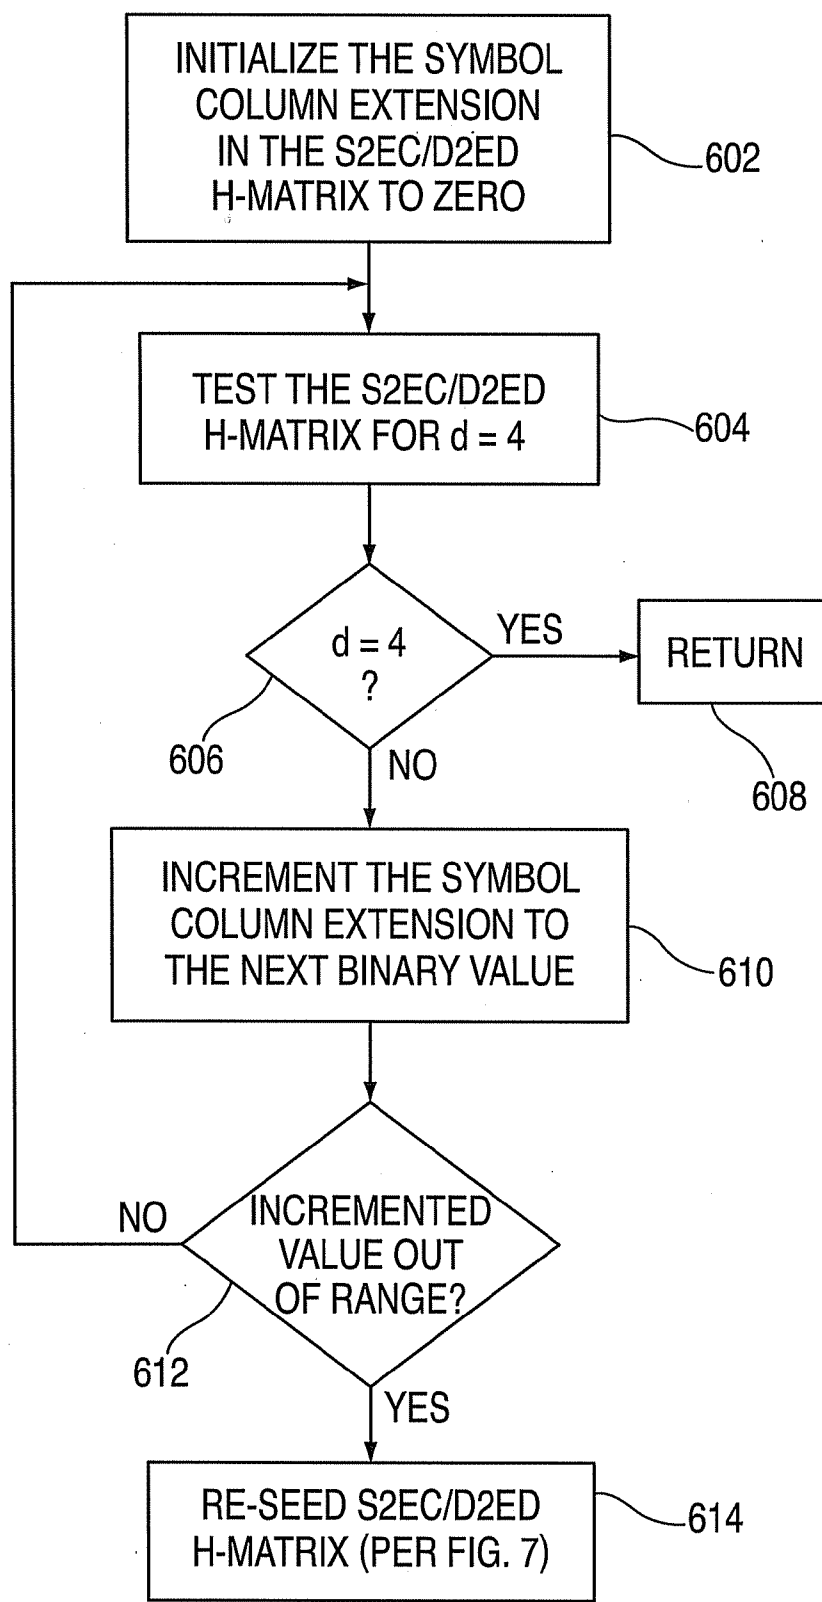 INITIALIZE THE SYMBOL
COLUMN EXTENSION
IN THE S2EC/D2ED
H-MATRIX TO ZERO
602
TEST THE S2EC/D2ED
H-MATRIX FOR d = 4
604
d = 4
?
606
YES
RETURN
608
NO
INCREMENT THE SYMBOL
COLUMN EXTENSION TO
THE NEXT BINARY VALUE
610
NO
INCREMENTED
VALUE OUT
OF RANGE?
612
YES
RE-SEED S2EC/D2ED
H-MATRIX (PER FIG. 7)
614